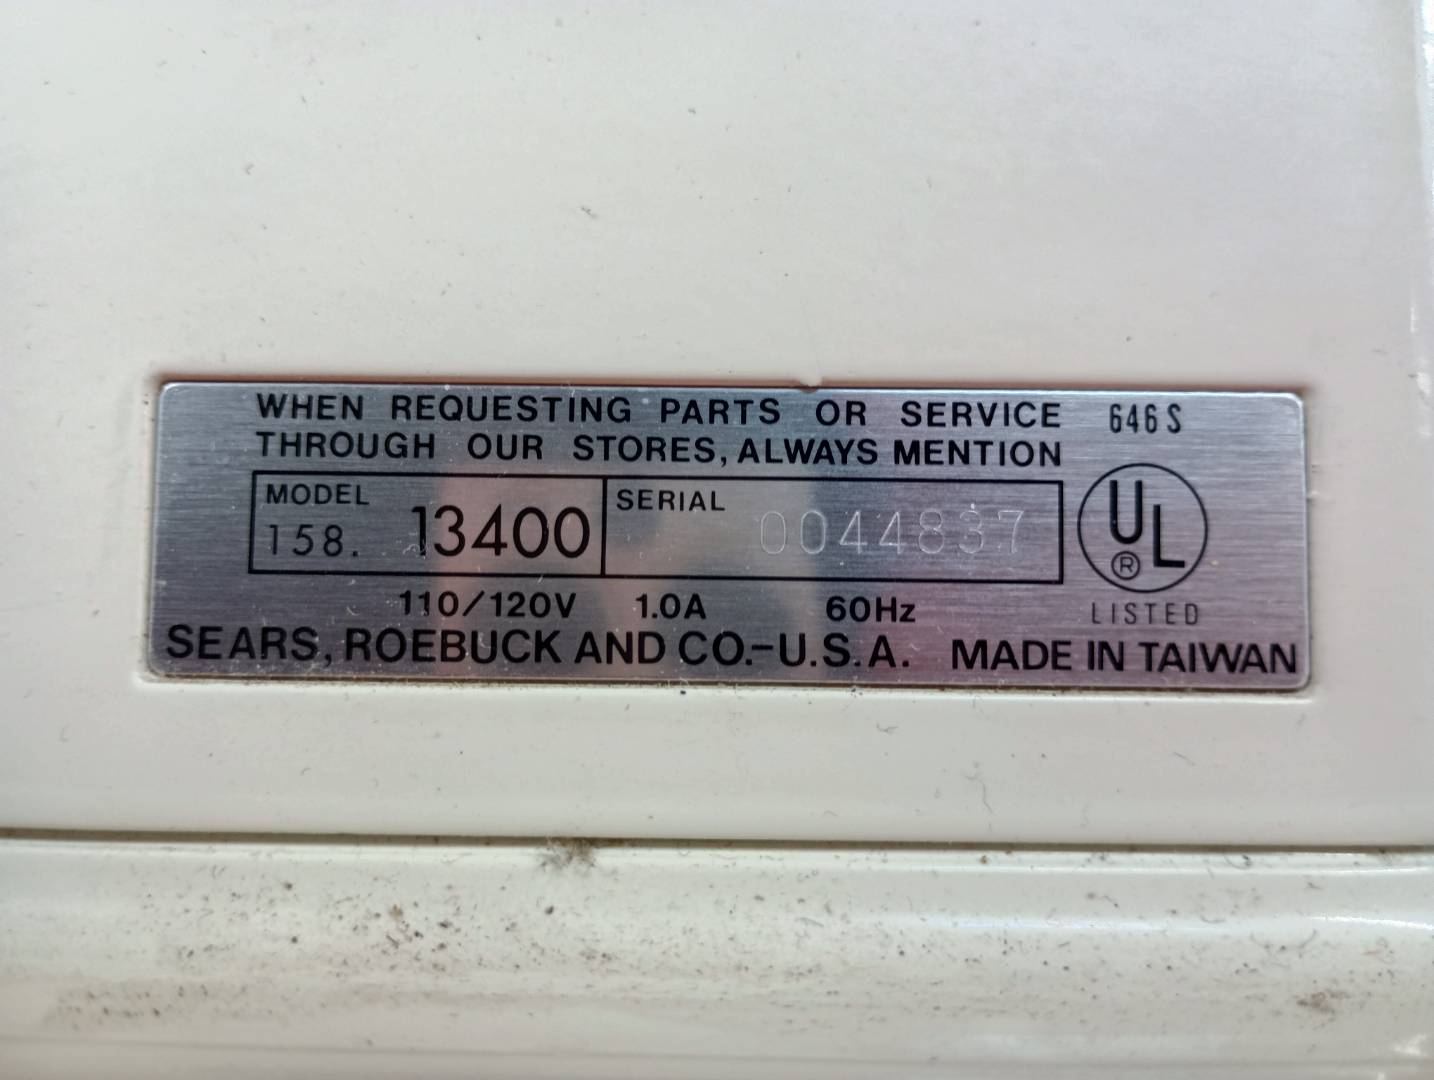 WHEN REQUESTING PARTS OR SERVICE 646 S
THROUGH OUR STORES, ALWAYS MENTION
MODEL SERIAL
158. 13400 0044837
UL
®
LISTED
110/120V 1.0A 60Hz
SEARS, ROEBUCK AND CO.-U.S.A. MADE IN TAIWAN